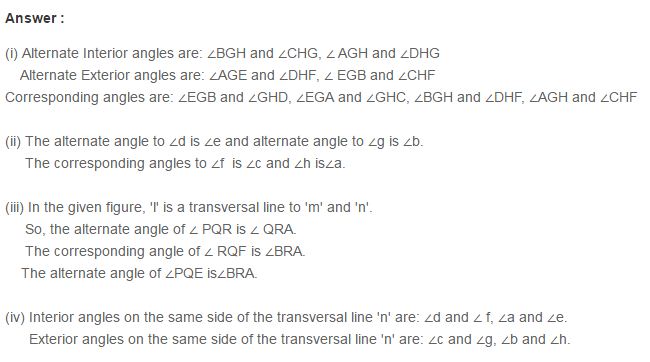 Answer :
(i) Alternate Interior angles are: ∠BGH and ∠CHG, ∠ AGH and ∠DHG
Alternate Exterior angles are: ∠AGE and ∠DHF, ∠ EGB and ∠CHF
Corresponding angles are: ∠EGB and ∠GHD, ∠EGA and ∠GHC, ∠BGH and ∠DHF, ∠AGH and ∠CHF
(ii) The alternate angle to ∠d is ∠e and alternate angle to ∠g is ∠b.
The corresponding angles to ∠f is ∠c and ∠h is∠a.
(iii) In the given figure, 'l' is a transversal line to 'm' and 'n'.
So, the alternate angle of ∠ PQR is ∠ QRA.
The corresponding angle of ∠ RQF is ∠BRA.
The alternate angle of ∠PQE is∠BRA.
(iv) Interior angles on the same side of the transversal line 'n' are: ∠d and ∠ f, ∠a and ∠e.
Exterior angles on the same side of the transversal line 'n' are: ∠c and ∠g, ∠b and ∠h.